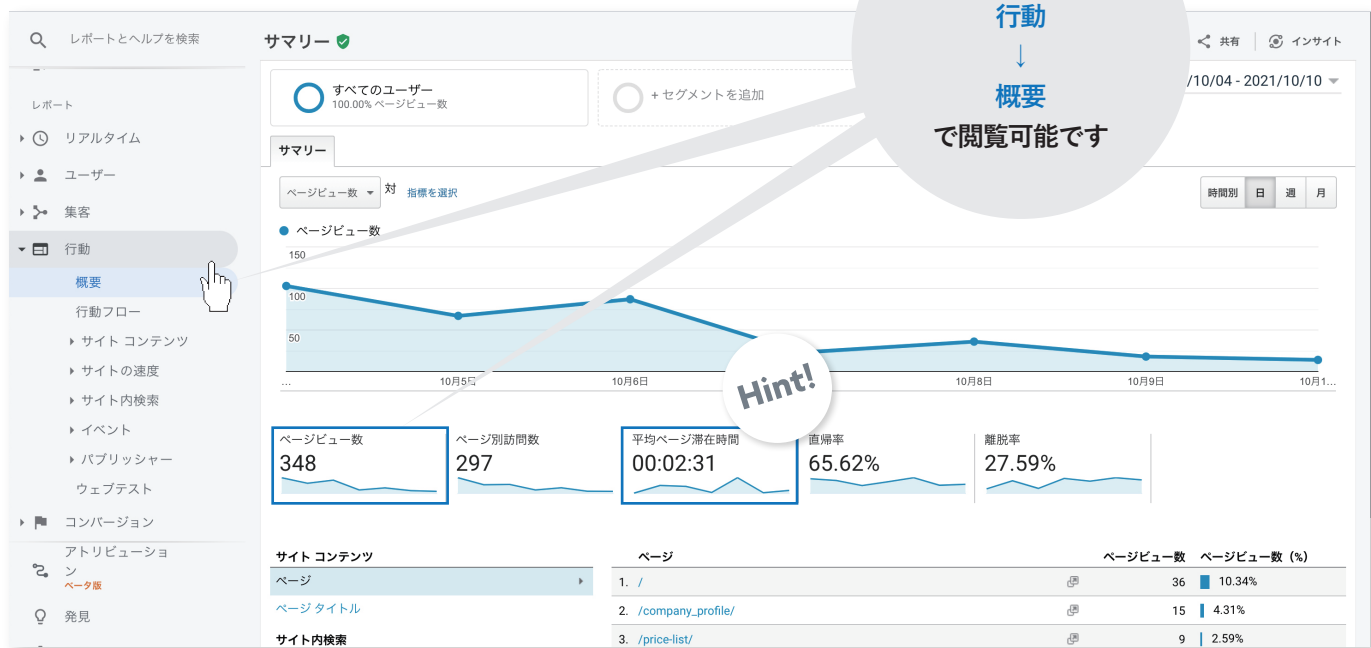 行動
↓
概要
で閲覧可能です
レポートとヘルプを検索
サマリー
共有
インサイト
すべてのユーザー
100.00% ページビュー数
+ セグメントを追加
/10/04 - 2021/10/10
レポート
リアルタイム
ユーザー
集客
行動
概要
行動フロー
サイト コンテンツ
サイトの速度
サイト内検索
イベント
パブリッシャー
ウェブテスト
コンバージョン
アトリビューショ
ン
ベータ版
発見
サマリー
ページビュー数
対
指標を選択
時間別
日
週
月
ページビュー数
150
100
50
...
10月5日
10月6日
10月8日
10月9日
10月1...
Hint!
ページビュー数
348
ページ別訪問数
297
平均ページ滞在時間
00:02:31
直帰率
65.62%
離脱率
27.59%
サイト コンテンツ
ページ
ページ タイトル
サイト内検索
ページ ページビュー数 ページビュー数（%）
1. / 36 10.34%
2. /company_profile/ 15 4.31%
3. /price-list/ 9 2.59%